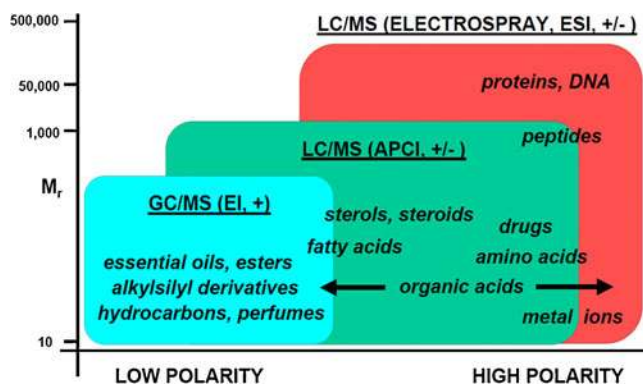 500,000
LC/MS (ELECTROSPRAY, ESI, +/-)
50,000
proteins, DNA
1,000
peptides
LC/MS (APCI, +/-)
Mr
GC/MS (EI, +)
sterols, steroids
drugs
fatty acids
amino acids
essential oils, esters
alkylsilyl derivatives
organic acids
hydrocarbons, perfumes
metal ions
10
LOW POLARITY
HIGH POLARITY